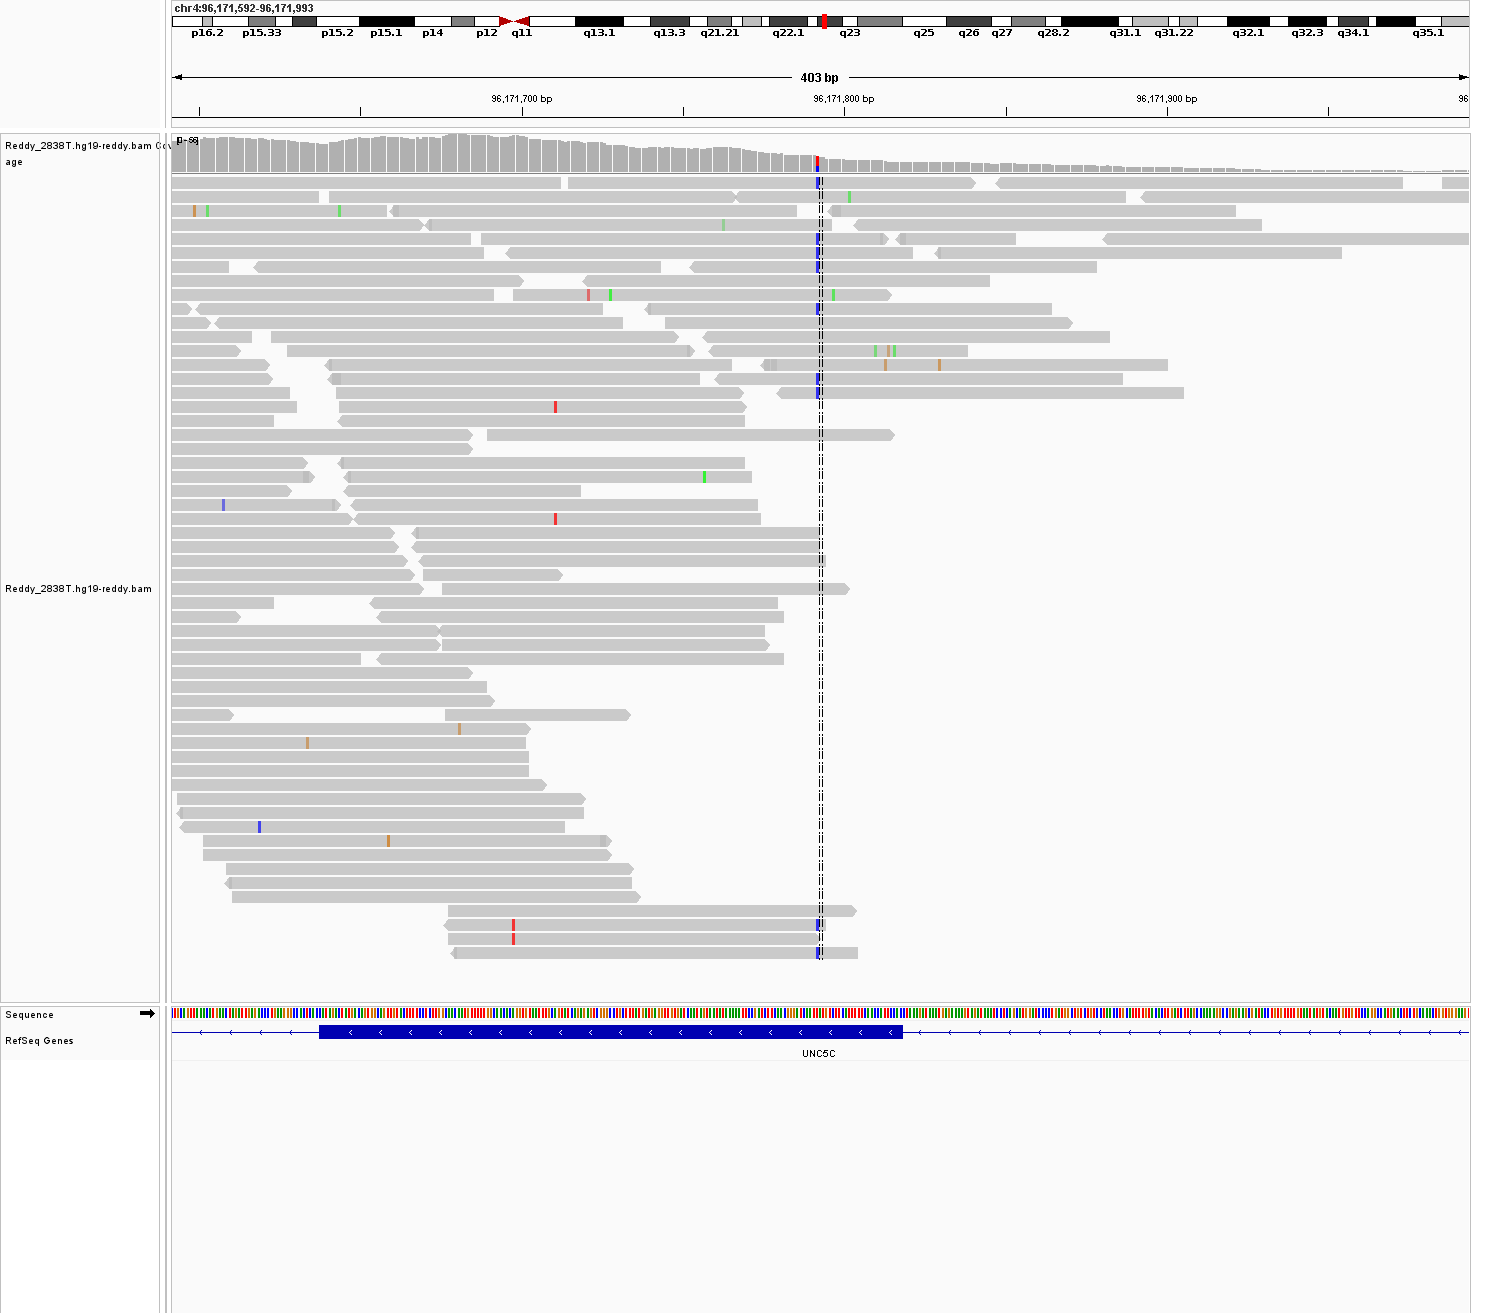 chr4:96,171,592-96,171,993
p16.2 p15.33 p15.2 p15.1 p14 p12 q11 q13.1 q13.3 q21.21 q22.1 q23 q25 q26 q27 q28.2 q31.1 q31.22 q32.1 q32.3 q34.1 q35.1
403 bp
96,171,700 bp 96,171,800 bp 96,171,900 bp 96
Reddy_2838T.hg19-reddy.bam Cov
age
Reddy_2838T.hg19-reddy.bam
Sequence
RefSeq Genes
UNC5C